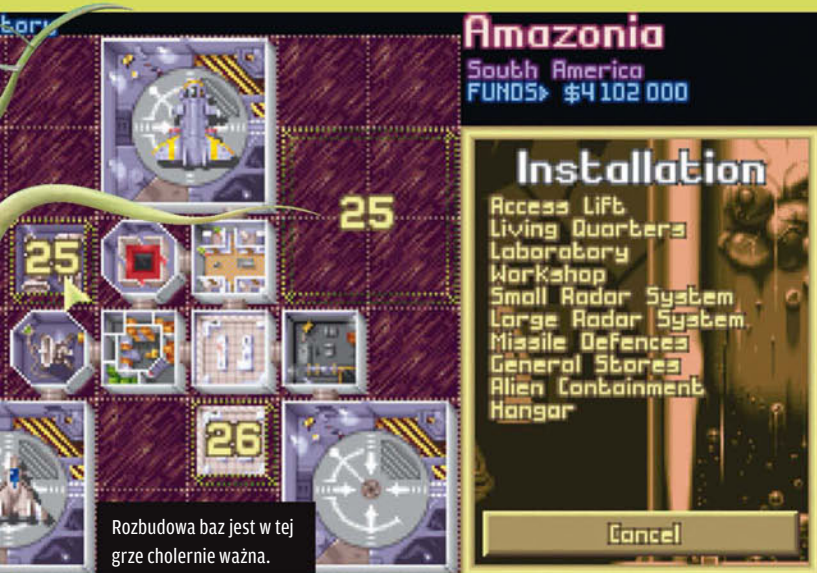 tory
Amazonia
South America
FUNDS> $4 102 000
25
25
26
Installation
Access Lift
Living Quarters
Laboratory
Workshop
Small Radar System
Large Radar System
Missile Defences
General Stores
Alien Containment
Hangar
Cancel
Rozbudowa baz jest w tej
grze cholernie ważna.